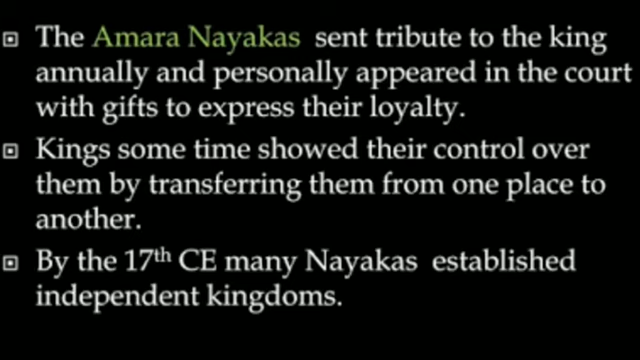 The Amara Nayakas sent tribute to the king
annually and personally appeared in the court
with gifts to express their loyalty.
Kings some time showed their control over
them by transferring them from one place to
another.
By the 17th CE many Nayakas established
independent kingdoms.